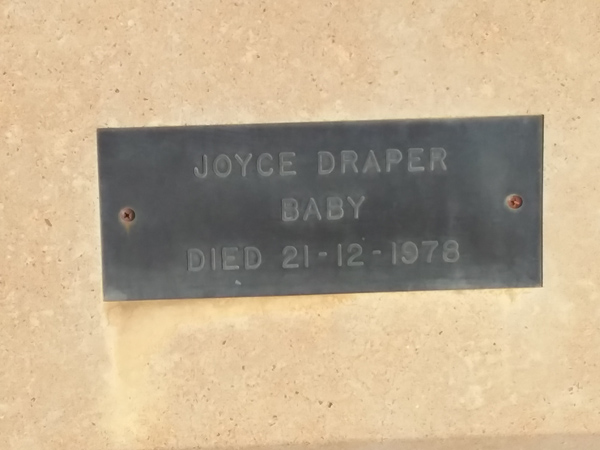 JOYCE DRAPER
BABY
DIED 21-12-1978